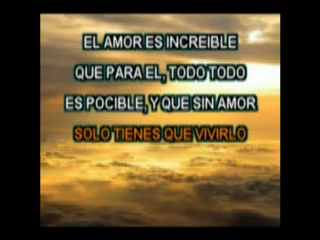 EL AMOR ES INCREIBLE
QUE PARA EL, TODO TODO
ES POCIBLE, Y QUE SIN AMOR
SOLO TIENES QUE VIVIRLO